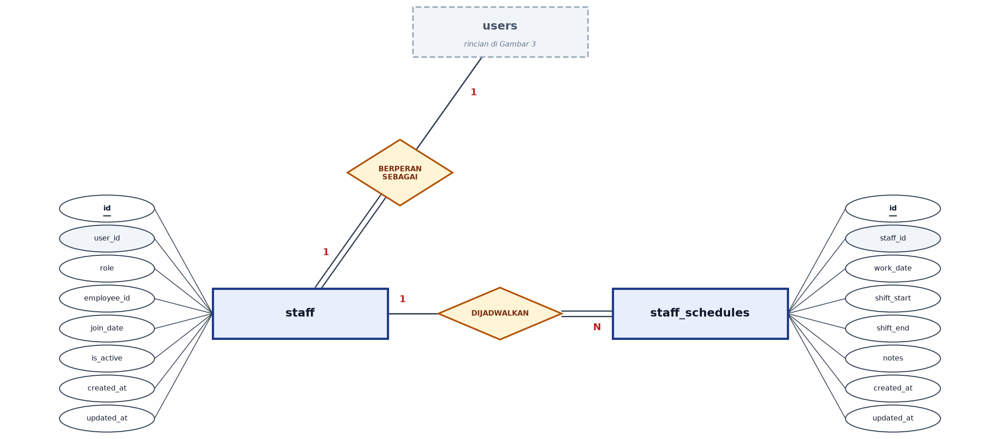 users
rincian di Gambar 3
1
BERPERAN
SEBAGAI
1
id
user_id
role
employee_id
join_date
is_active
created_at
updated_at
staff
1
DIJADWALKAN
N
staff_schedules
id
staff_id
work_date
shift_start
shift_end
notes
created_at
updated_at